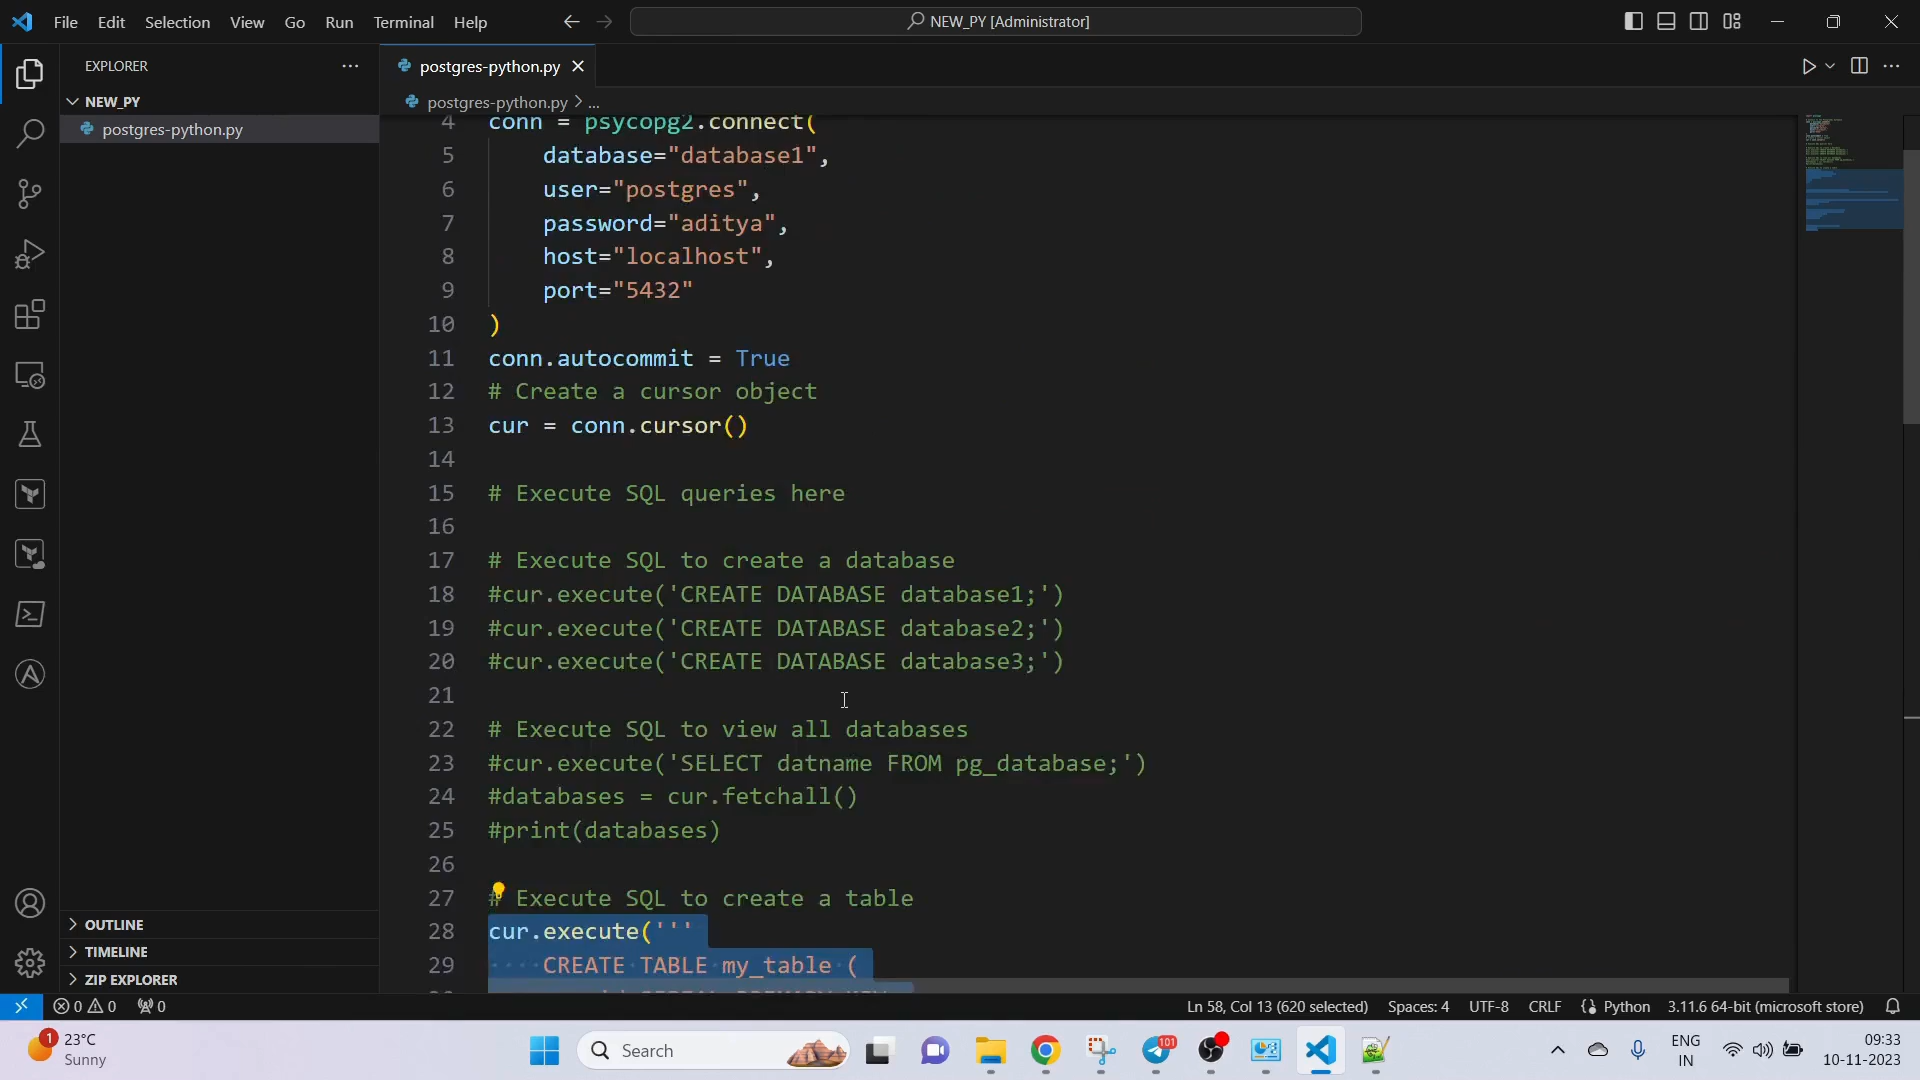 File Edit Selection View Go Run Terminal Help
NEW_PY [Administrator]
EXPLORER
NEW_PY
postgres-python.py
OUTLINE
TIMELINE
ZIP EXPLORER
postgres-python.py
postgres-python.py > ...
4 conn = psycopg2.connect(
5 database="database1",
6 user="postgres",
7 password="aditya",
8 host="localhost",
9 port="5432"
10 )
11 conn.autocommit = True
12 # Create a cursor object
13 cur = conn.cursor()
14
15 # Execute SQL queries here
16
17 # Execute SQL to create a database
18 #cur.execute('CREATE DATABASE database1;')
19 #cur.execute('CREATE DATABASE database2;')
20 #cur.execute('CREATE DATABASE database3;')
21
22 # Execute SQL to view all databases
23 #cur.execute('SELECT datname FROM pg_database;')
24 #databases = cur.fetchall()
25 #print(databases)
26
27 # Execute SQL to create a table
28 cur.execute('''
29 CREATE TABLE my_table (
0 0 0 Ln 58, Col 13 (620 selected) Spaces: 4 UTF-8 CRLF Python 3.11.6 64-bit (microsoft store)
1 23°C
Sunny
Search
101
ENG
IN
09:33
10-11-2023